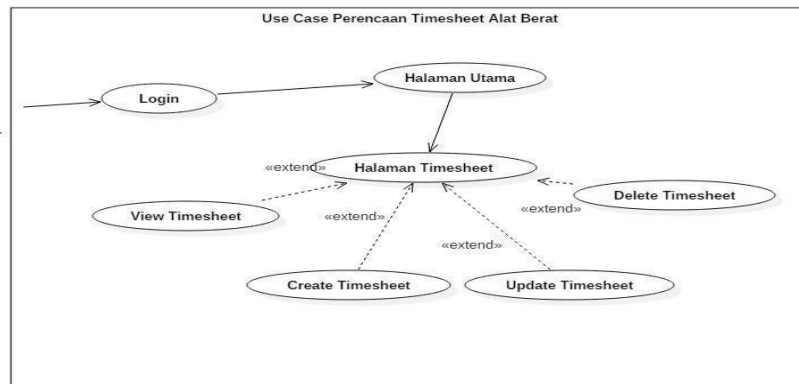 Use Case Perencaan Timesheet Alat Berat
Halaman Utama
Login
«extend»
Halaman Timesheet
Delete Timesheet
View Timesheet
«extend»
«extend»
«extend»
Create Timesheet
Update Timesheet